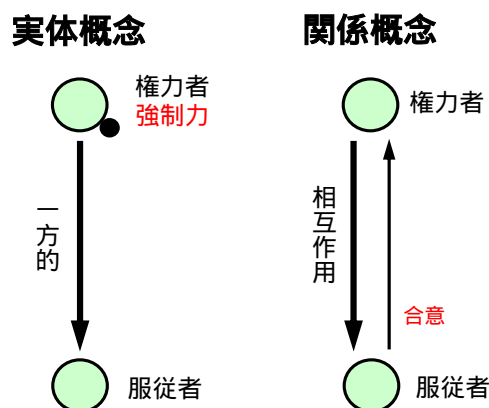 実体概念
権力者
強制力
一方的
服従者
関係概念
権力者
相互作用
合意
服従者